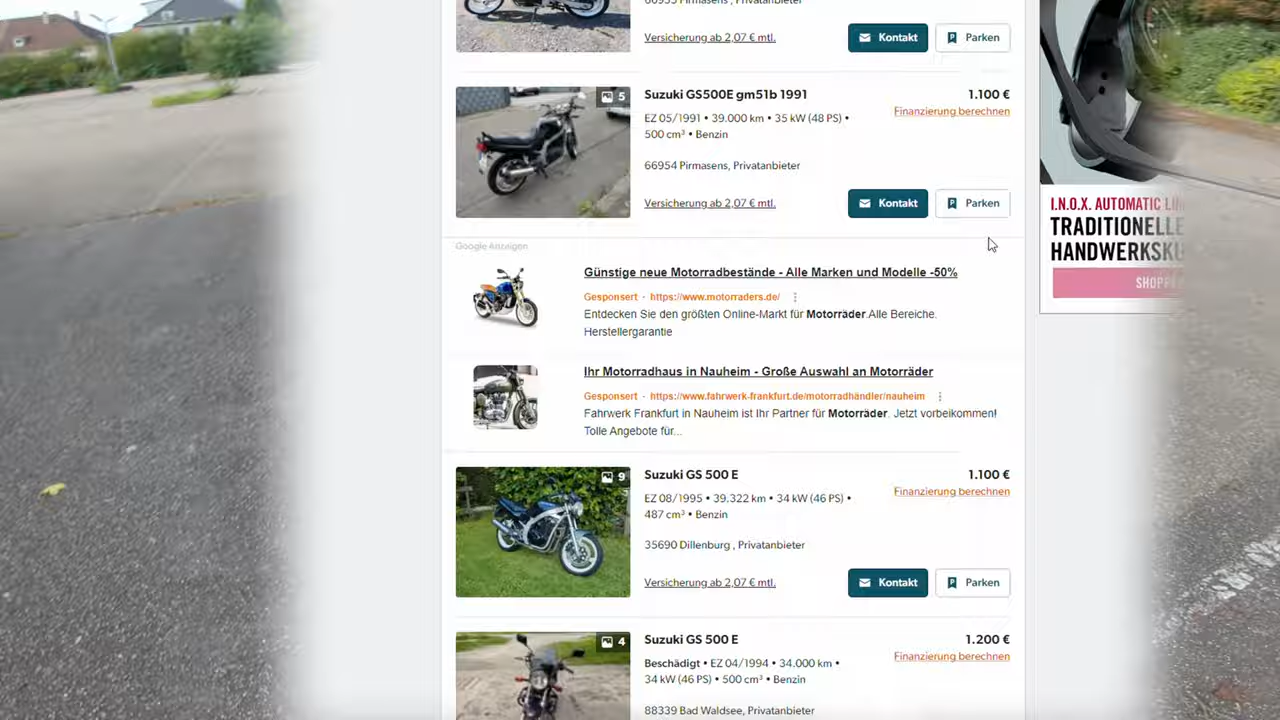 66953 Pirmasens , Privatanbieter
Versicherung ab 2,07 € mtl.
Kontakt
Parken
5
Suzuki GS500E gm51b 1991
1.100 €
EZ 05/1991 • 39.000 km • 35 kW (48 PS) •
Finanzierung berechnen
500 cm³ • Benzin
66954 Pirmasens, Privatanbieter
Versicherung ab 2,07 € mtl.
Kontakt
Parken
Google Anzeigen
Günstige neue Motorradbestände - Alle Marken und Modelle -50%
Gesponsert · https://www.motorraders.de/
Entdecken Sie den größten Online-Markt für Motorräder.Alle Bereiche.
Herstellergarantie
Ihr Motorradhaus in Nauheim - Große Auswahl an Motorräder
Gesponsert · https://www.fahrwerk-frankfurt.de/motorradhändler/nauheim
Fahrwerk Frankfurt in Nauheim ist Ihr Partner für Motorräder. Jetzt vorbeikommen!
Tolle Angebote für...
9
Suzuki GS 500 E
1.100 €
EZ 08/1995 • 39.322 km • 34 kW (46 PS) •
Finanzierung berechnen
487 cm³ • Benzin
35690 Dillenburg , Privatanbieter
Versicherung ab 2,07 € mtl.
Kontakt
Parken
4
Suzuki GS 500 E
1.200 €
Beschädigt • EZ 04/1994 • 34.000 km •
Finanzierung berechnen
34 kW (46 PS) • 500 cm³ • Benzin
88339 Bad Waldsee, Privatanbieter
I.N.O.X. AUTOMATIC
TRADITIONELLE